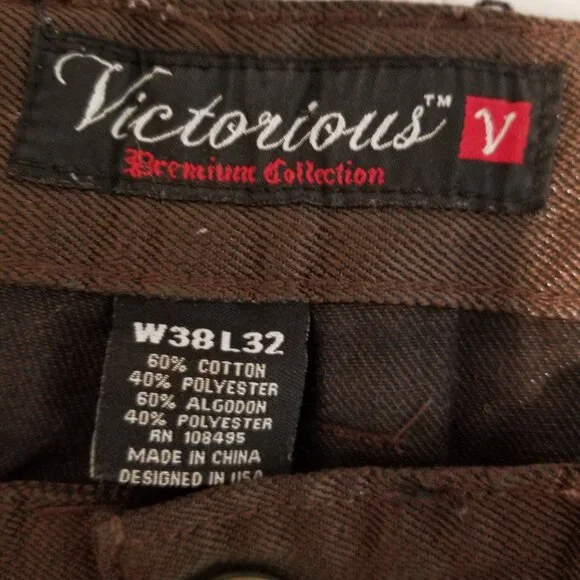 Victorious™ V
Premium Collection
W38 L32
60% COTTON
40% POLYESTER
60% ALGODON
40% POLYESTER
RN 108495
MADE IN CHINA
DESIGNED IN USA